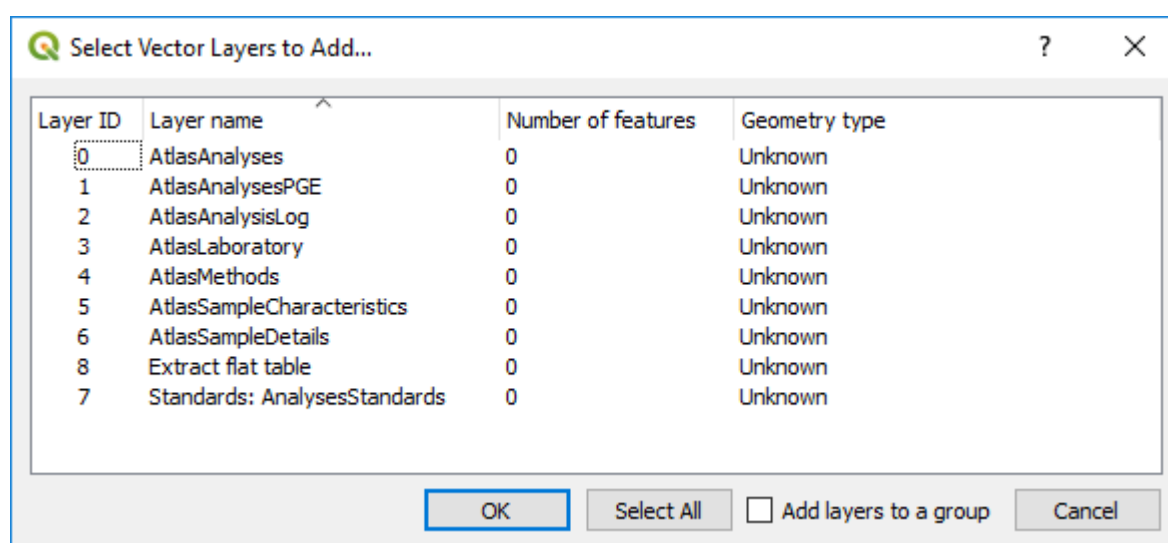 Select Vector Layers to Add... ? X
Layer ID Layer name Number of features Geometry type
0 AtlasAnalyses 0 Unknown
1 AtlasAnalysesPGE 0 Unknown
2 AtlasAnalysisLog 0 Unknown
3 AtlasLaboratory 0 Unknown
4 AtlasMethods 0 Unknown
5 AtlasSampleCharacteristics 0 Unknown
6 AtlasSampleDetails 0 Unknown
8 Extract flat table 0 Unknown
7 Standards: AnalysesStandards 0 Unknown
OK Select All Add layers to a group Cancel